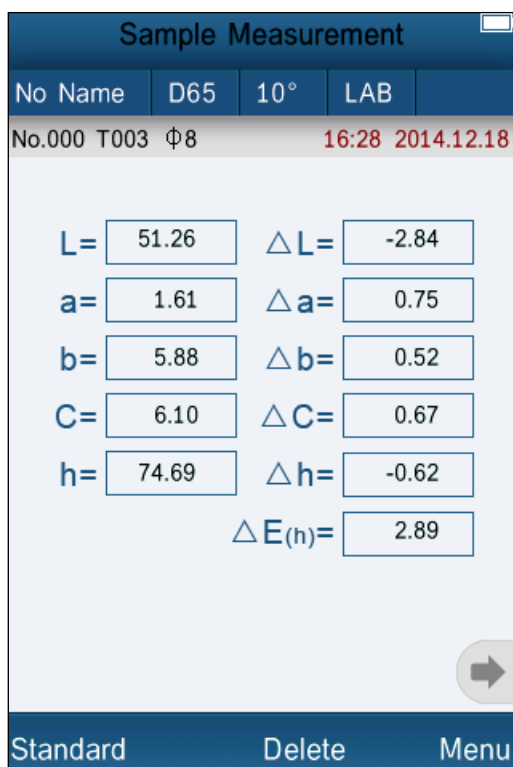 Sample Measurement
No Name D65 10° LAB
No.000 T003 Φ8 16:28 2014.12.18
L= 51.26 △L= -2.84
a= 1.61 △a= 0.75
b= 5.88 △b= 0.52
C= 6.10 △C= 0.67
h= 74.69 △h= -0.62
△E(h)= 2.89
Standard Delete Menu